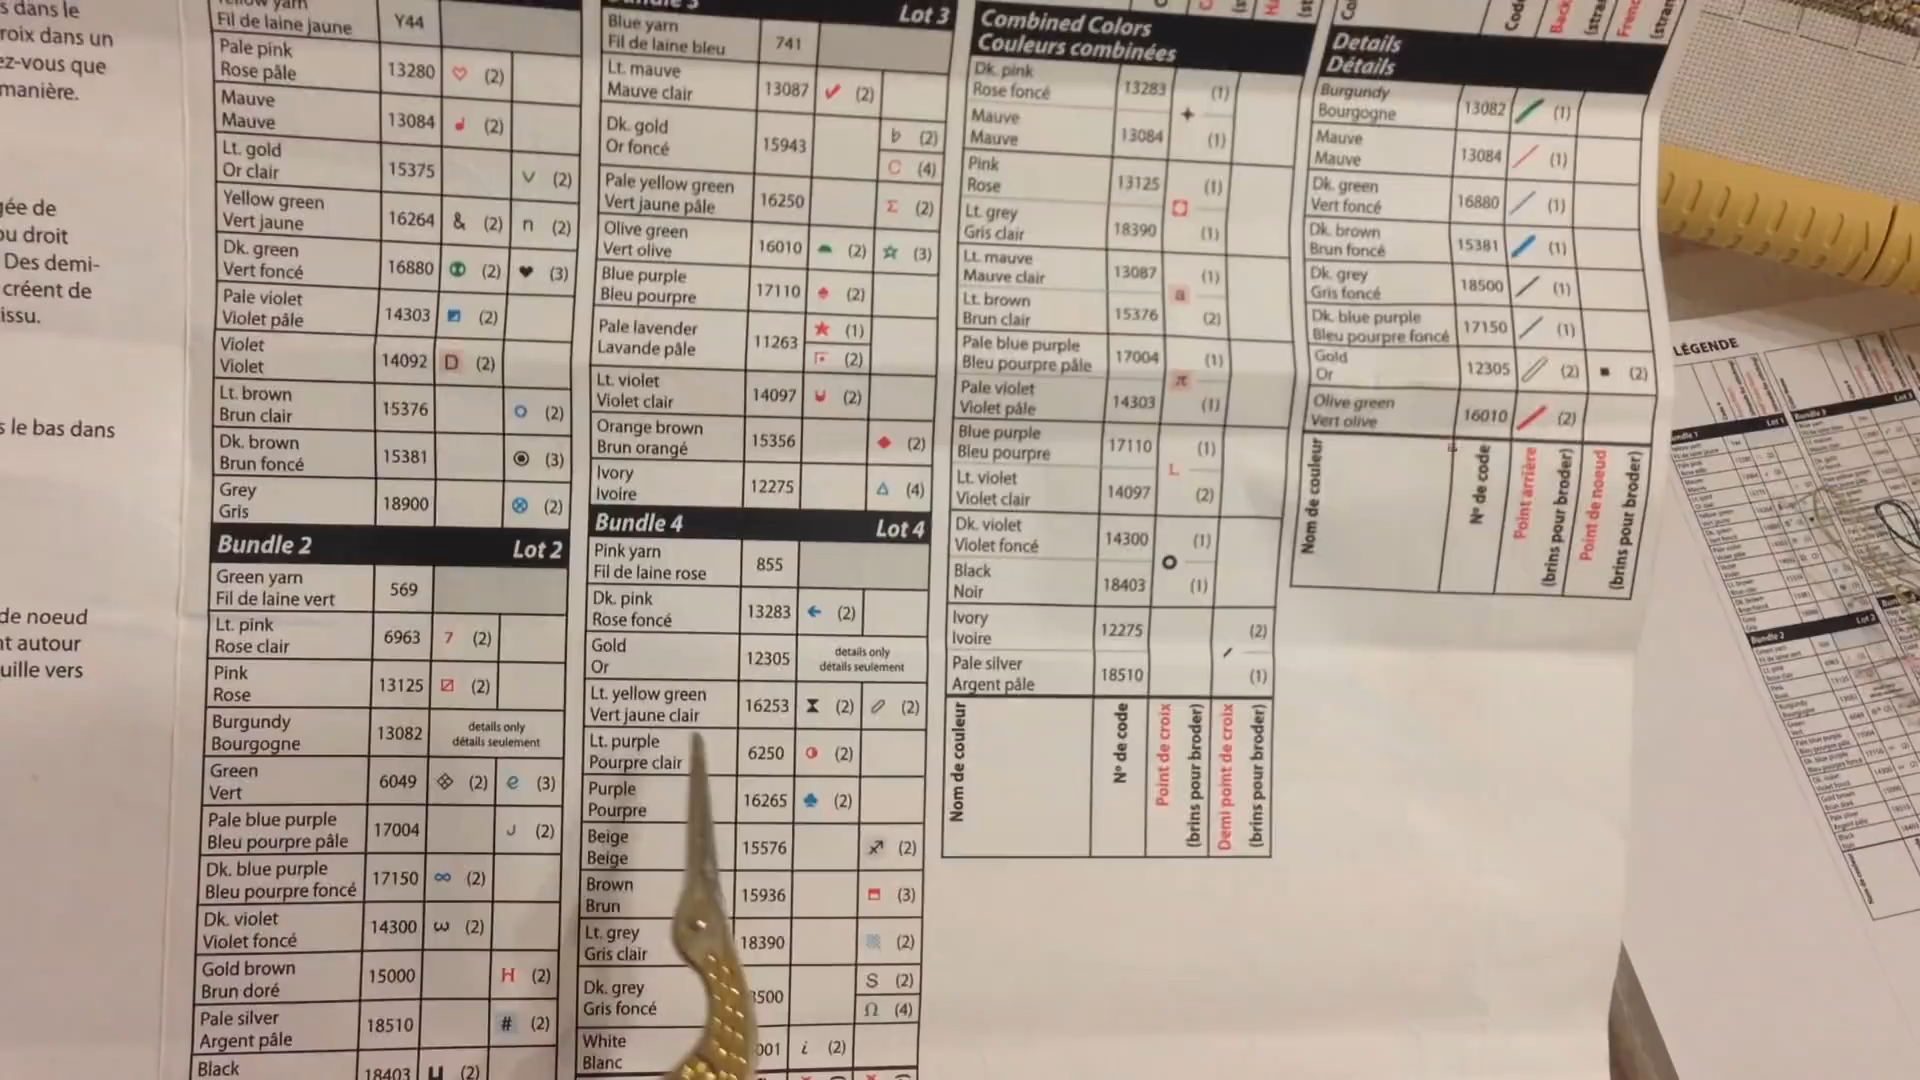 s dans le
roix dans un
ez-vous que
manière.
gée de
ou droit
Des demi-
créent de
issu.
s le bas dans
de noeud
nt autour
uille vers
Fil de laine jaune Y44
Pale pink
Rose pâle 13280 ♡ (2)
Mauve
Mauve 13084 (2)
Lt. gold
Or clair 15375 V (2)
Yellow green
Vert jaune 16264 & (2) n (2)
Dk. green
Vert foncé 16880 (2) ♥ (3)
Pale violet
Violet pâle 14303 (2)
Violet
Violet 14092 D (2)
Lt. brown
Brun clair 15376 (2)
Dk. brown
Brun foncé 15381 (3)
Grey
Gris 18900 (2)
Bundle 2 Lot 2
Green yarn
Fil de laine vert 569
Lt. pink
Rose clair 6963 7 (2)
Pink
Rose 13125 (2)
Burgundy
Bourgogne 13082 details only
détails seulement
Green
Vert 6049 (2) e (3)
Pale blue purple
Bleu pourpre pâle 17004 (2)
Dk. blue purple
Bleu pourpre foncé 17150 ∞ (2)
Dk. violet
Violet foncé 14300 ω (2)
Gold brown
Brun doré 15000 H (2)
Pale silver
Argent pâle 18510 # (2)
Black 18403 (2)
Lot 3
Blue yarn
Fil de laine bleu 741
Lt. mauve
Mauve clair 13087 ✓ (2)
Dk. gold
Or foncé 15943 b (2)
C (4)
Pale yellow green
Vert jaune pâle 16250 Σ (2)
Olive green
Vert olive 16010 (2) ☆ (3)
Blue purple
Bleu pourpre 17110 ♠ (2)
Pale lavender
Lavande pâle 11263 ★ (1)
(2)
Lt. violet
Violet clair 14097 (2)
Orange brown
Brun orangé 15356 ◆ (2)
Ivory
Ivoire 12275 △ (4)
Bundle 4 Lot 4
Pink yarn
Fil de laine rose 855
Dk. pink
Rose foncé 13283 ← (2)
Gold
Or 12305 details only
détails seulement
Lt. yellow green
Vert jaune clair 16253 (2) (2)
Lt. purple
Pourpre clair 6250 (2)
Purple
Pourpre 16265 ♣ (2)
Beige
Beige 15576 (2)
Brown
Brun 15936 (3)
Lt. grey
Gris clair 18390 (2)
Dk. grey
Gris foncé 500 S (2)
Ω (4)
White
Blanc 001 i (2)
Combined Colors
Couleurs combinées
Dk. pink
Rose foncé 13283 (1)
Mauve
Mauve 13084 (1)
Pink
Rose 13125 (1)
Lt. grey
Gris clair 18390 (1)
Lt. mauve
Mauve clair 13087 (1)
a
Lt. brown
Brun clair 15376 (2)
Pale blue purple
Bleu pourpre pâle 17004 (1)
π
Pale violet
Violet pâle 14303 (1)
Blue purple
Bleu pourpre 17110 (1)
L
Lt. violet
Violet clair 14097 (2)
Dk. violet
Violet foncé 14300 (1)
Black
Noir 18403 (1)
Ivory
Ivoire 12275 (2)
Pale silver
Argent pâle 18510 (1)
Nom de couleur
Nº de code
Point de croix
(brins pour broder)
Demi point de croix
(brins pour broder)
Details
Détails
Burgundy
Bourgogne 13082 (1)
Mauve
Mauve 13084 (1)
Dk. green
Vert foncé 16880 (1)
Dk. brown
Brun foncé 15381 (1)
Dk. grey
Gris foncé 18500 (1)
Dk. blue purple
Bleu pourpre foncé 17150 (1)
Gold
Or 12305 (2) ■ (2)
Olive green
Vert olive 16010 (2)
Nom de couleur
Nº de code
Point arrière
(brins pour broder)
Point de noeud
(brins pour broder)
LÉGENDE